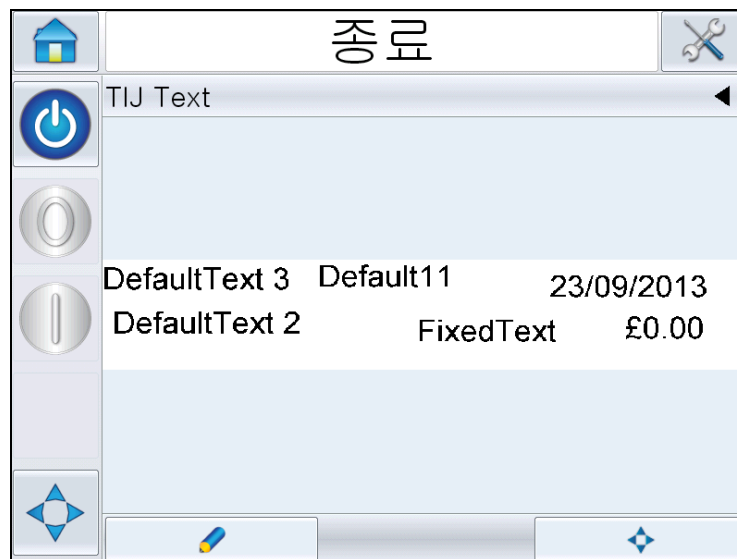 종료
TIJ Text
DefaultText 3 Default11 23/09/2013
DefaultText 2 FixedText £0.00